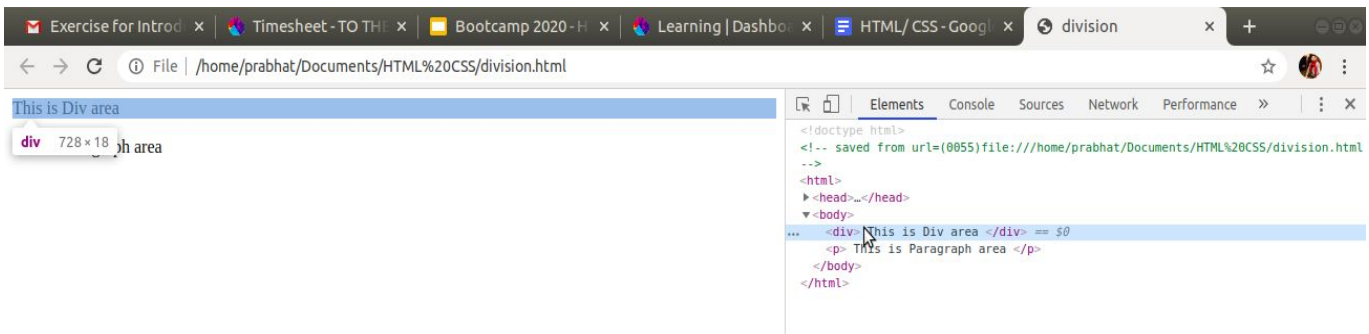 Exercise for Introd
Timesheet - TO THE
Bootcamp 2020 - H
Learning | Dashboa
HTML/ CSS - Googl
division
File | /home/prabhat/Documents/HTML%20CSS/division.html
This is Div area
div 728 × 18
ph area
Elements Console Sources Network Performance »
<!doctype html>
<!-- saved from url=(0055)file:///home/prabhat/Documents/HTML%20CSS/division.html
-->
<html>
<head>…</head>
<body>
... <div> This is Div area </div> == $0
<p> This is Paragraph area </p>
</body>
</html>